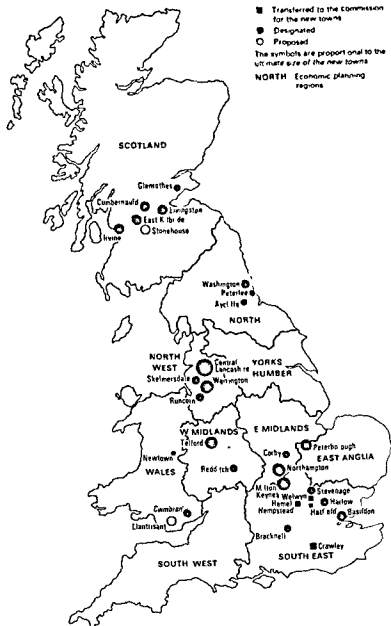 Transferred to the commission
for the new towns
Designated
Proposed
The symbols are proportional to the
ultimate size of the new towns
NORTH Economic planning
regions
SCOTLAND
Glenrothes
Cumbernauld
Livingston
East Kilbride
Stonehouse
Irvine
Washington
Peterlee
Aycliffe
NORTH
NORTH
WEST
Central
Lancashire
YORKS
HUMBER
Skelmersdale
Warrington
Runcorn
W MIDLANDS
E MIDLANDS
Telford
Peterborough
Corby
EAST ANGLIA
Newtown
Northampton
WALES
Redditch
Milton
Keynes
Stevenage
Welwyn
Harlow
Hemel
Hempstead
Hatfield
Basildon
Cwmbran
Llantrisant
Bracknell
Crawley
SOUTH WEST
SOUTH EAST